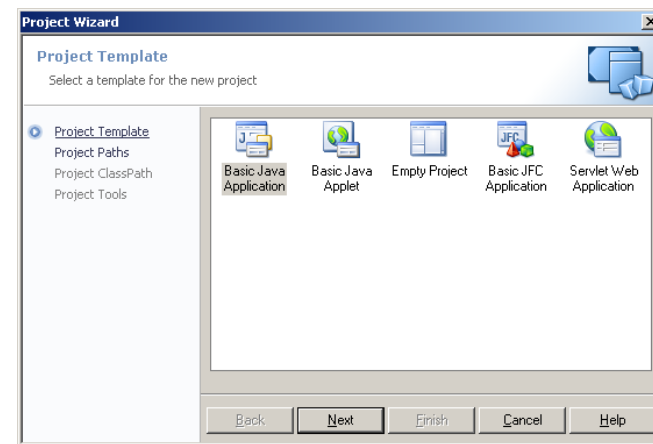 Project Wizard
Project Template
Select a template for the new project
Project Template
Project Paths
Project ClassPath
Project Tools
Basic Java Application
Basic Java Applet
Empty Project
Basic JFC Application
Servlet Web Application
Back Next Finish Cancel Help